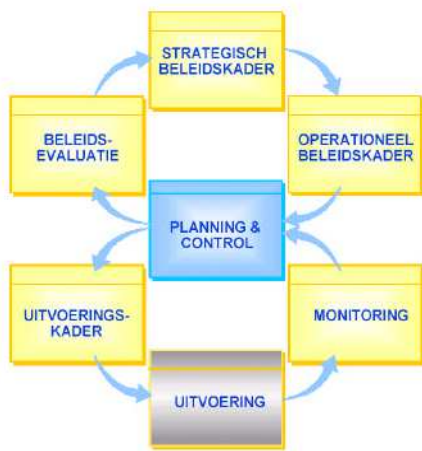 STRATEGISCH
BELEIDSKADER
BELEIDS-
EVALUATIE
OPERATIONEEL
BELEIDSKADER
PLANNING &
CONTROL
UITVOERINGS-
KADER
MONITORING
UITVOERING